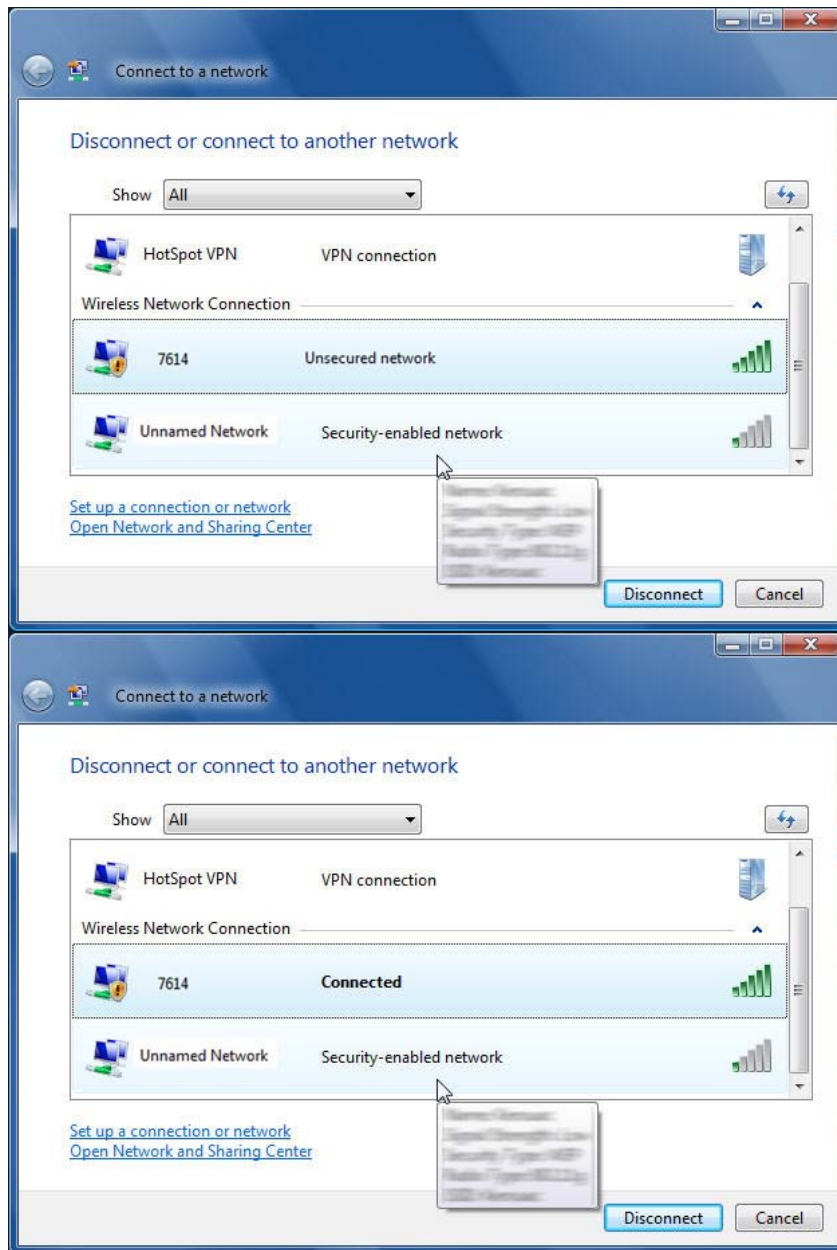 Connect to a network
Disconnect or connect to another network
Show All
HotSpot VPN VPN connection
Wireless Network Connection
7614 Unsecured network
Unnamed Network Security-enabled network
Set up a connection or network
Open Network and Sharing Center
Disconnect Cancel
Connect to a network
Disconnect or connect to another network
Show All
HotSpot VPN VPN connection
Wireless Network Connection
7614 Connected
Unnamed Network Security-enabled network
Set up a connection or network
Open Network and Sharing Center
Disconnect Cancel